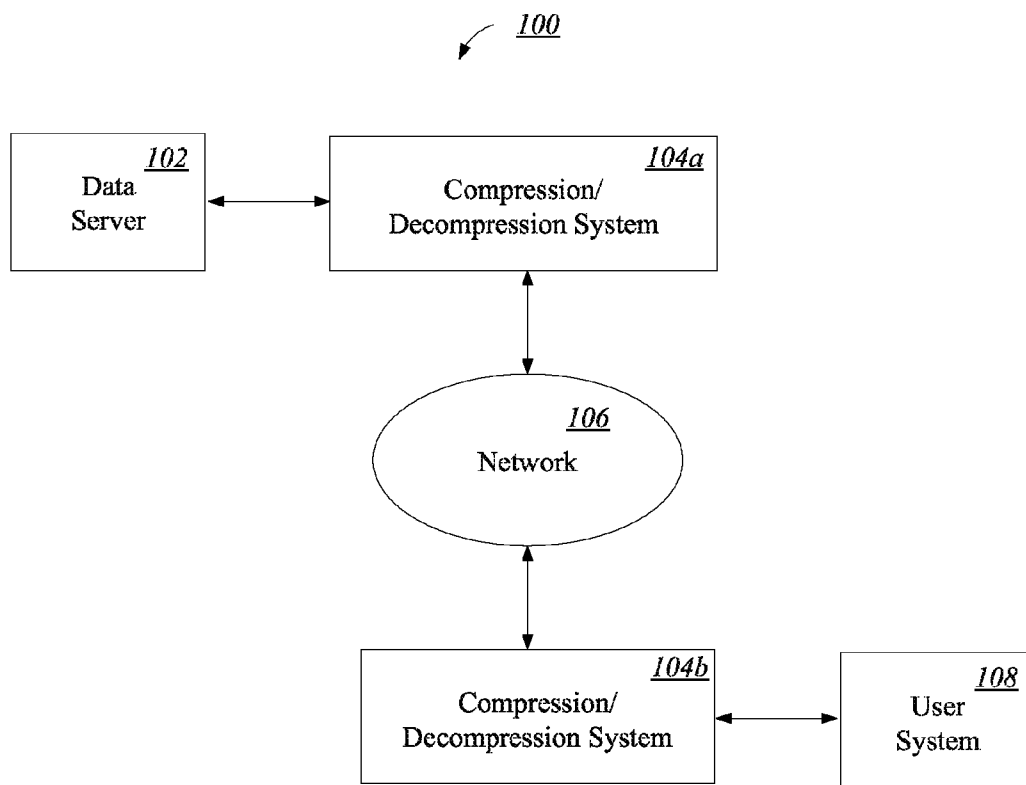 100
102
Data
Server
104a
Compression/
Decompression System
106
Network
104b
Compression/
Decompression System
108
User
System